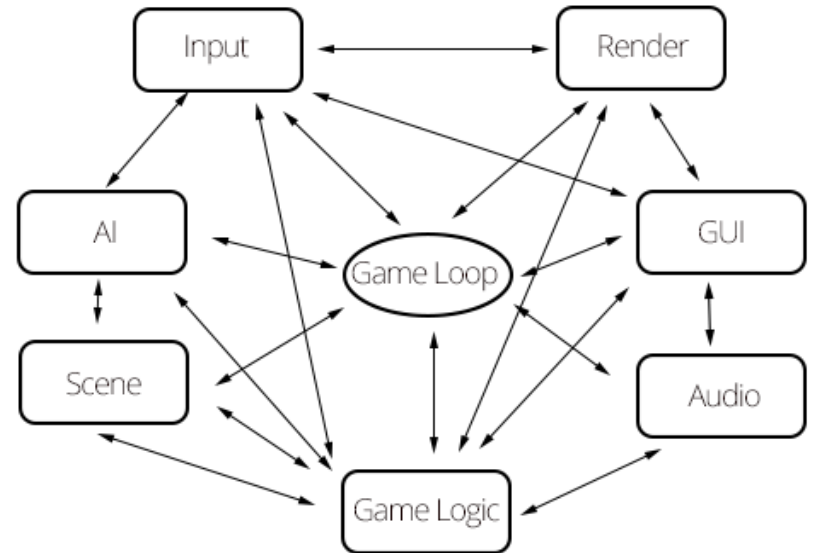 Input
Render
AI
GUI
Game Loop
Scene
Audio
Game Logic